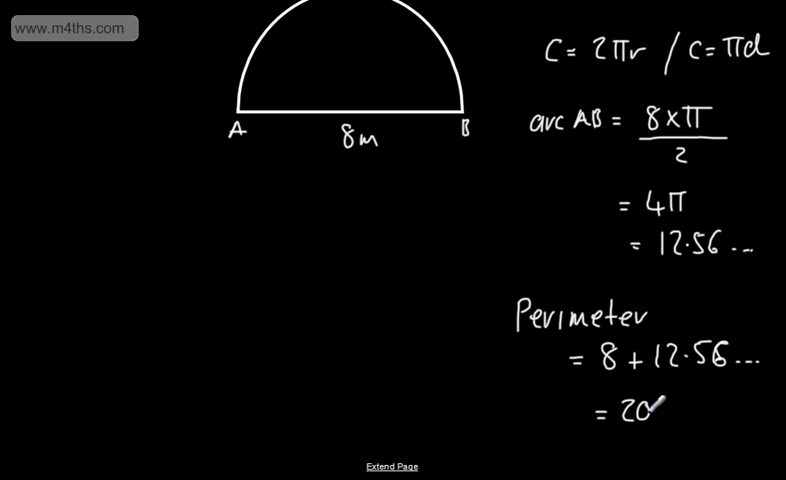 www.m4ths.com
C = 2πr / C = πd
A
B
8m
arc AB = 8×π
2
= 4π
= 12.56...
Perimeter
= 8 + 12.56...
= 20
Extend Page